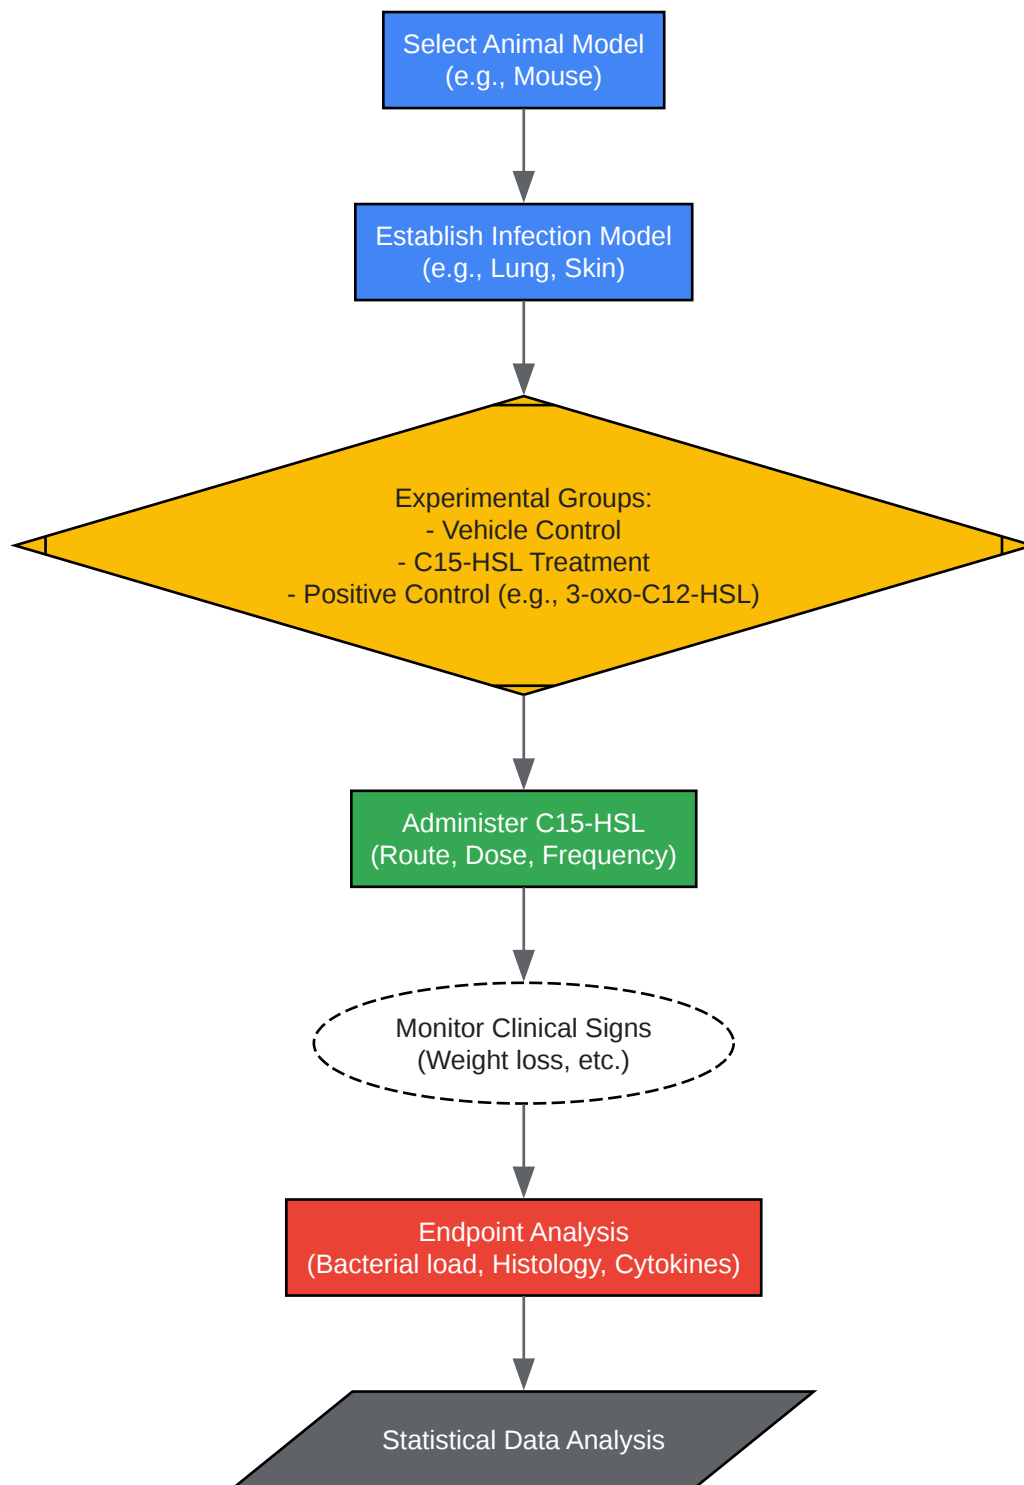 Select Animal Model
(e.g., Mouse)
Establish Infection Model
(e.g., Lung, Skin)
Experimental Groups:
- Vehicle Control
- C15-HSL Treatment
- Positive Control (e.g., 3-oxo-C12-HSL)
Administer C15-HSL
(Route, Dose, Frequency)
Monitor Clinical Signs
(Weight loss, etc.)
Endpoint Analysis
(Bacterial load, Histology, Cytokines)
Statistical Data Analysis